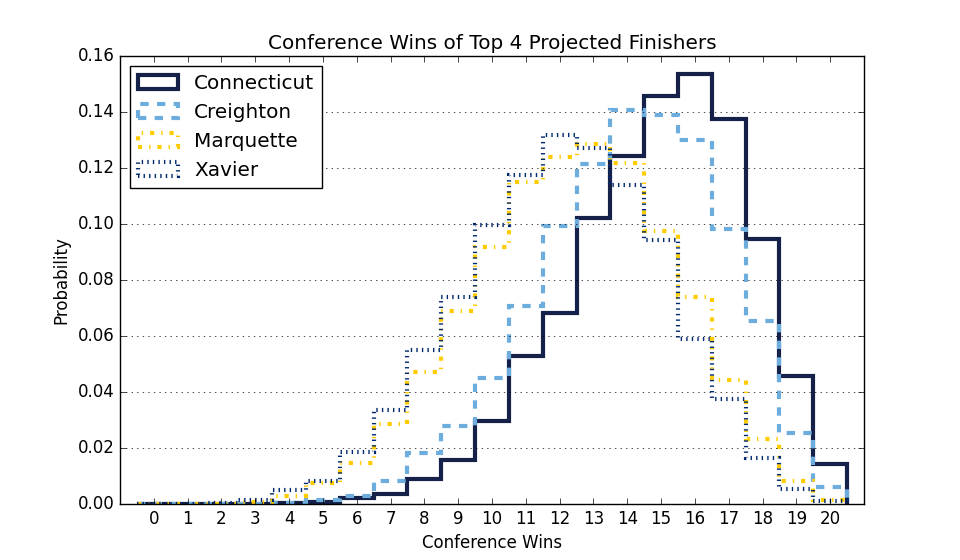 Conference Wins of Top 4 Projected Finishers
0.16
0.14
0.12
0.10
0.08
0.06
0.04
0.02
0.00
Probability
Connecticut
Creighton
Marquette
Xavier
0 1 2 3 4 5 6 7 8 9 10 11 12 13 14 15 16 17 18 19 20
Conference Wins